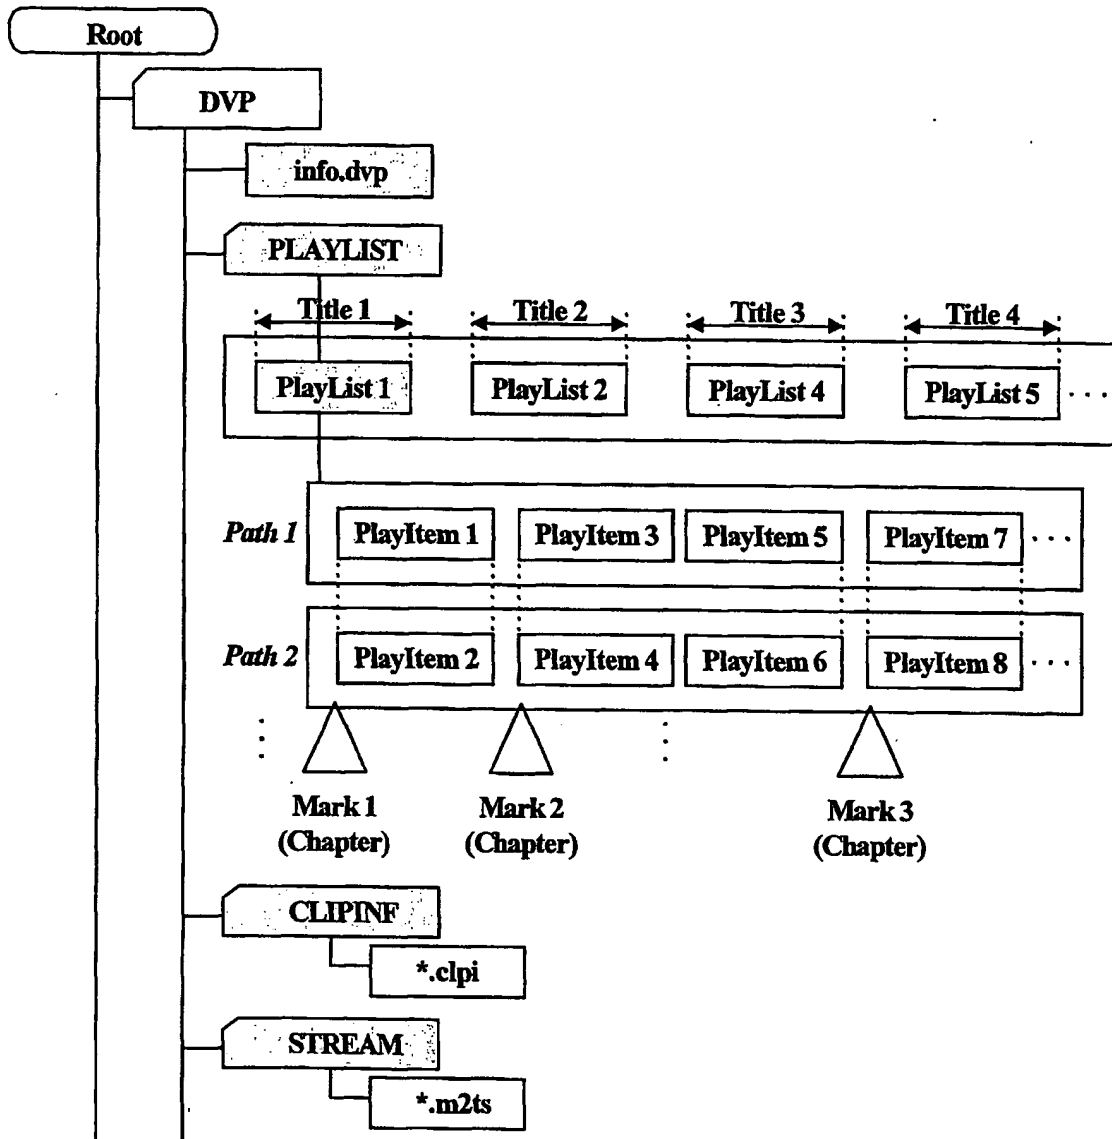 Root
DVP
info.dvp
PLAYLIST
Title 1 Title 2 Title 3 Title 4
PlayList 1 PlayList 2 PlayList 4 PlayList 5 ...
Path 1 PlayItem 1 PlayItem 3 PlayItem 5 PlayItem 7 ...
Path 2 PlayItem 2 PlayItem 4 PlayItem 6 PlayItem 8 ...
Mark 1 Mark 2 Mark 3
(Chapter) (Chapter) (Chapter)
CLIPINF
*.clpi
STREAM
*.m2ts